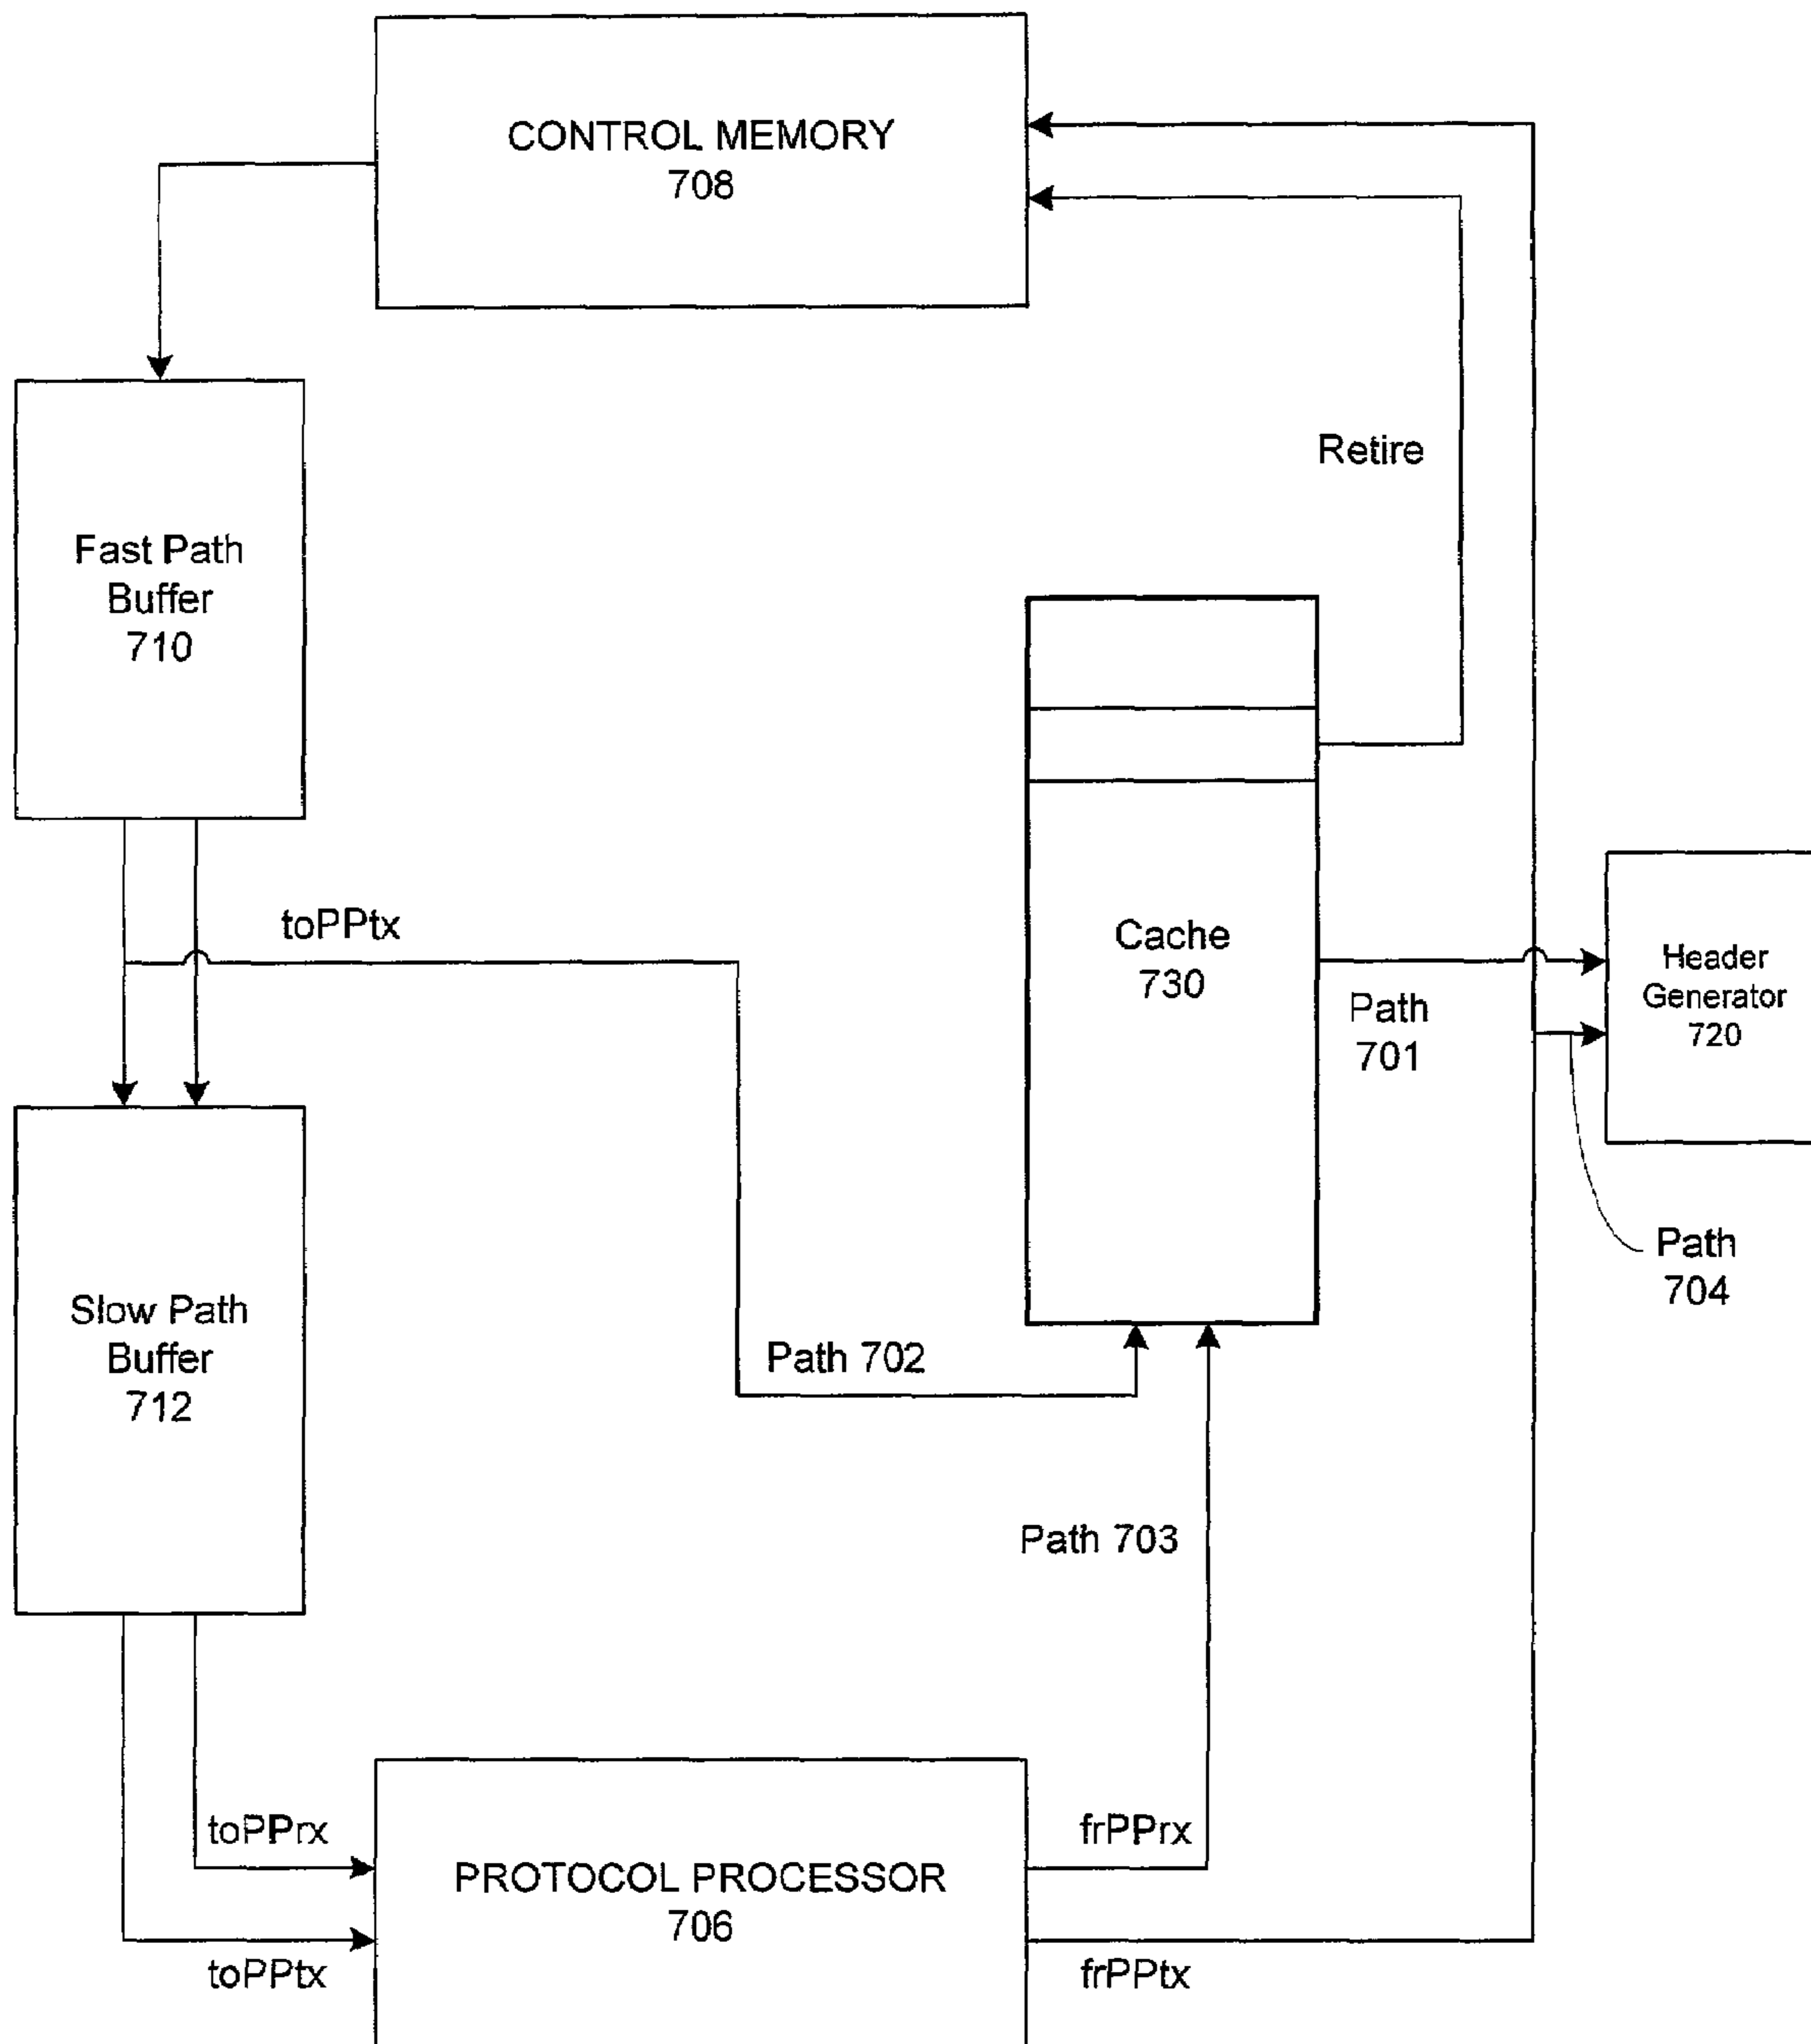 CONTROL MEMORY
708
Retire
Fast Path
Buffer
710
toPPtx
Cache
730
Path
701
Header
Generator
720
Path
704
Slow Path
Buffer
712
Path 702
Path 703
toPPrx
frPPrx
PROTOCOL PROCESSOR
706
toPPtx
frPPtx